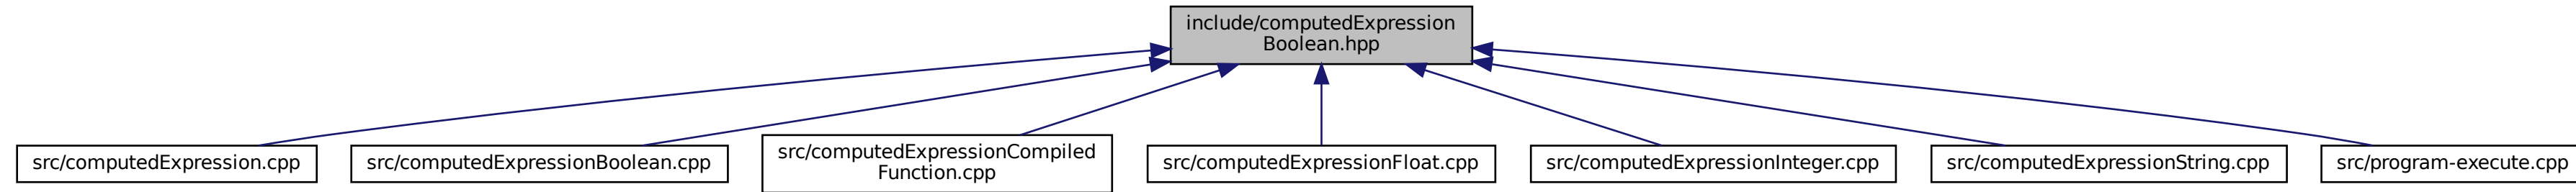 include/computedExpression
Boolean.hpp
src/computedExpression.cpp
src/computedExpressionBoolean.cpp
src/computedExpressionCompiled
Function.cpp
src/computedExpressionFloat.cpp
src/computedExpressionInteger.cpp
src/computedExpressionString.cpp
src/program-execute.cpp